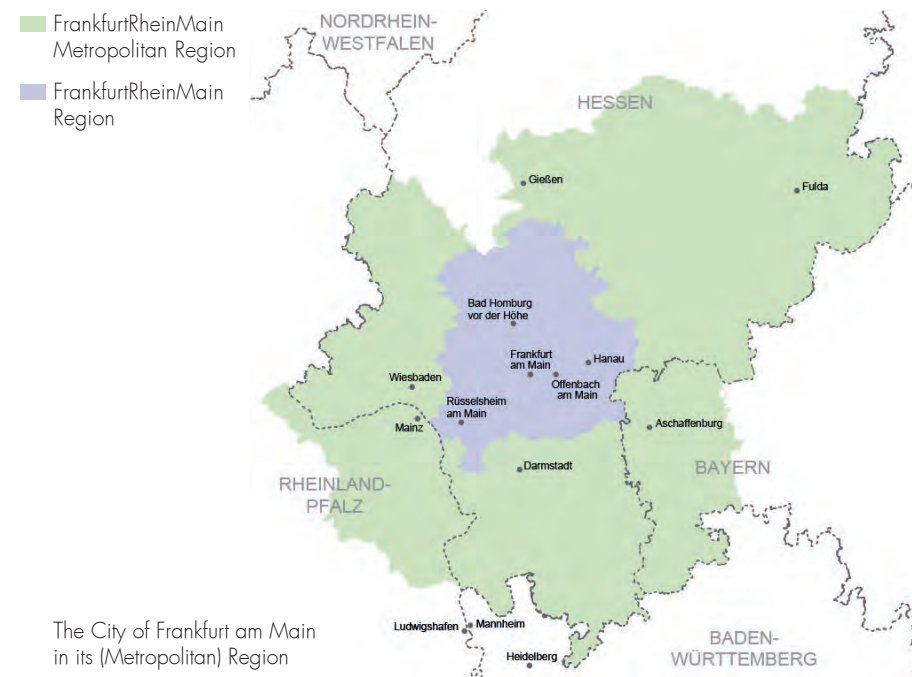 FrankfurtRheinMain
Metropolitan Region
FrankfurtRheinMain
Region
NORDRHEIN-
WESTFALEN
HESSEN
Gießen
Fulda
Bad Homburg
vor der Höhe
Frankfurt
am Main
Hanau
Offenbach
am Main
Wiesbaden
Rüsselsheim
am Main
Mainz
Aschaffenburg
Darmstadt
BAYERN
RHEINLAND-
PFALZ
Ludwigshafen
Mannheim
Heidelberg
BADEN-
WÜRTTEMBERG
The City of Frankfurt am Main
in its (Metropolitan) Region